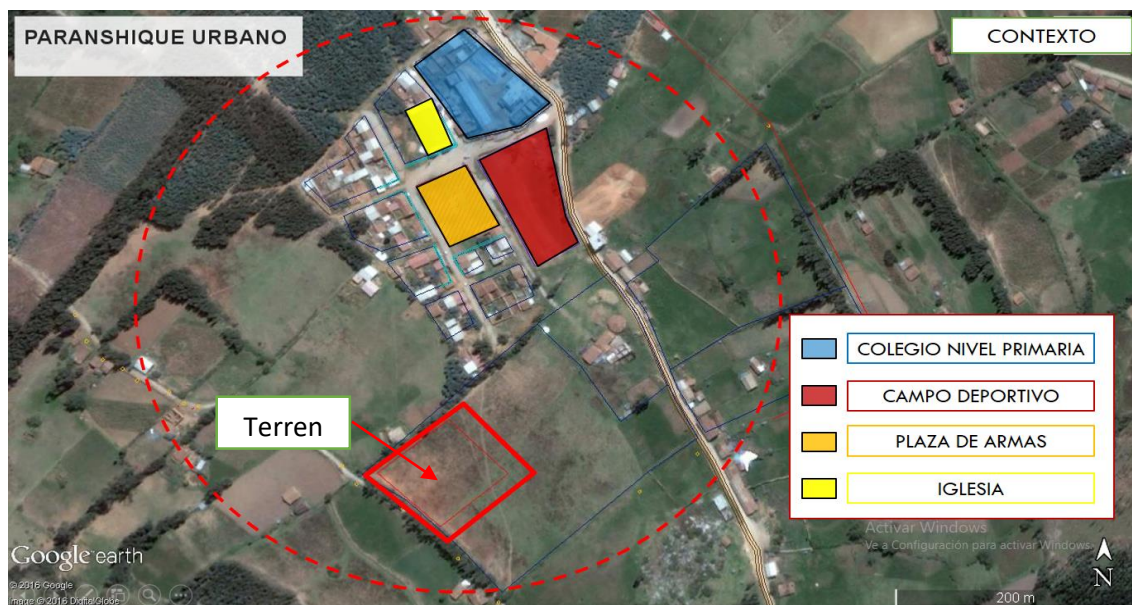 PARANSHIQUE URBANO
CONTEXTO
COLEGIO NIVEL PRIMARIA
CAMPO DEPORTIVO
PLAZA DE ARMAS
IGLESIA
Terren
Activar Windows
Ve a Configuración para activar Windows.
Google earth
© 2016 Google
Image © 2016 DigitalGlobe
200 m
N